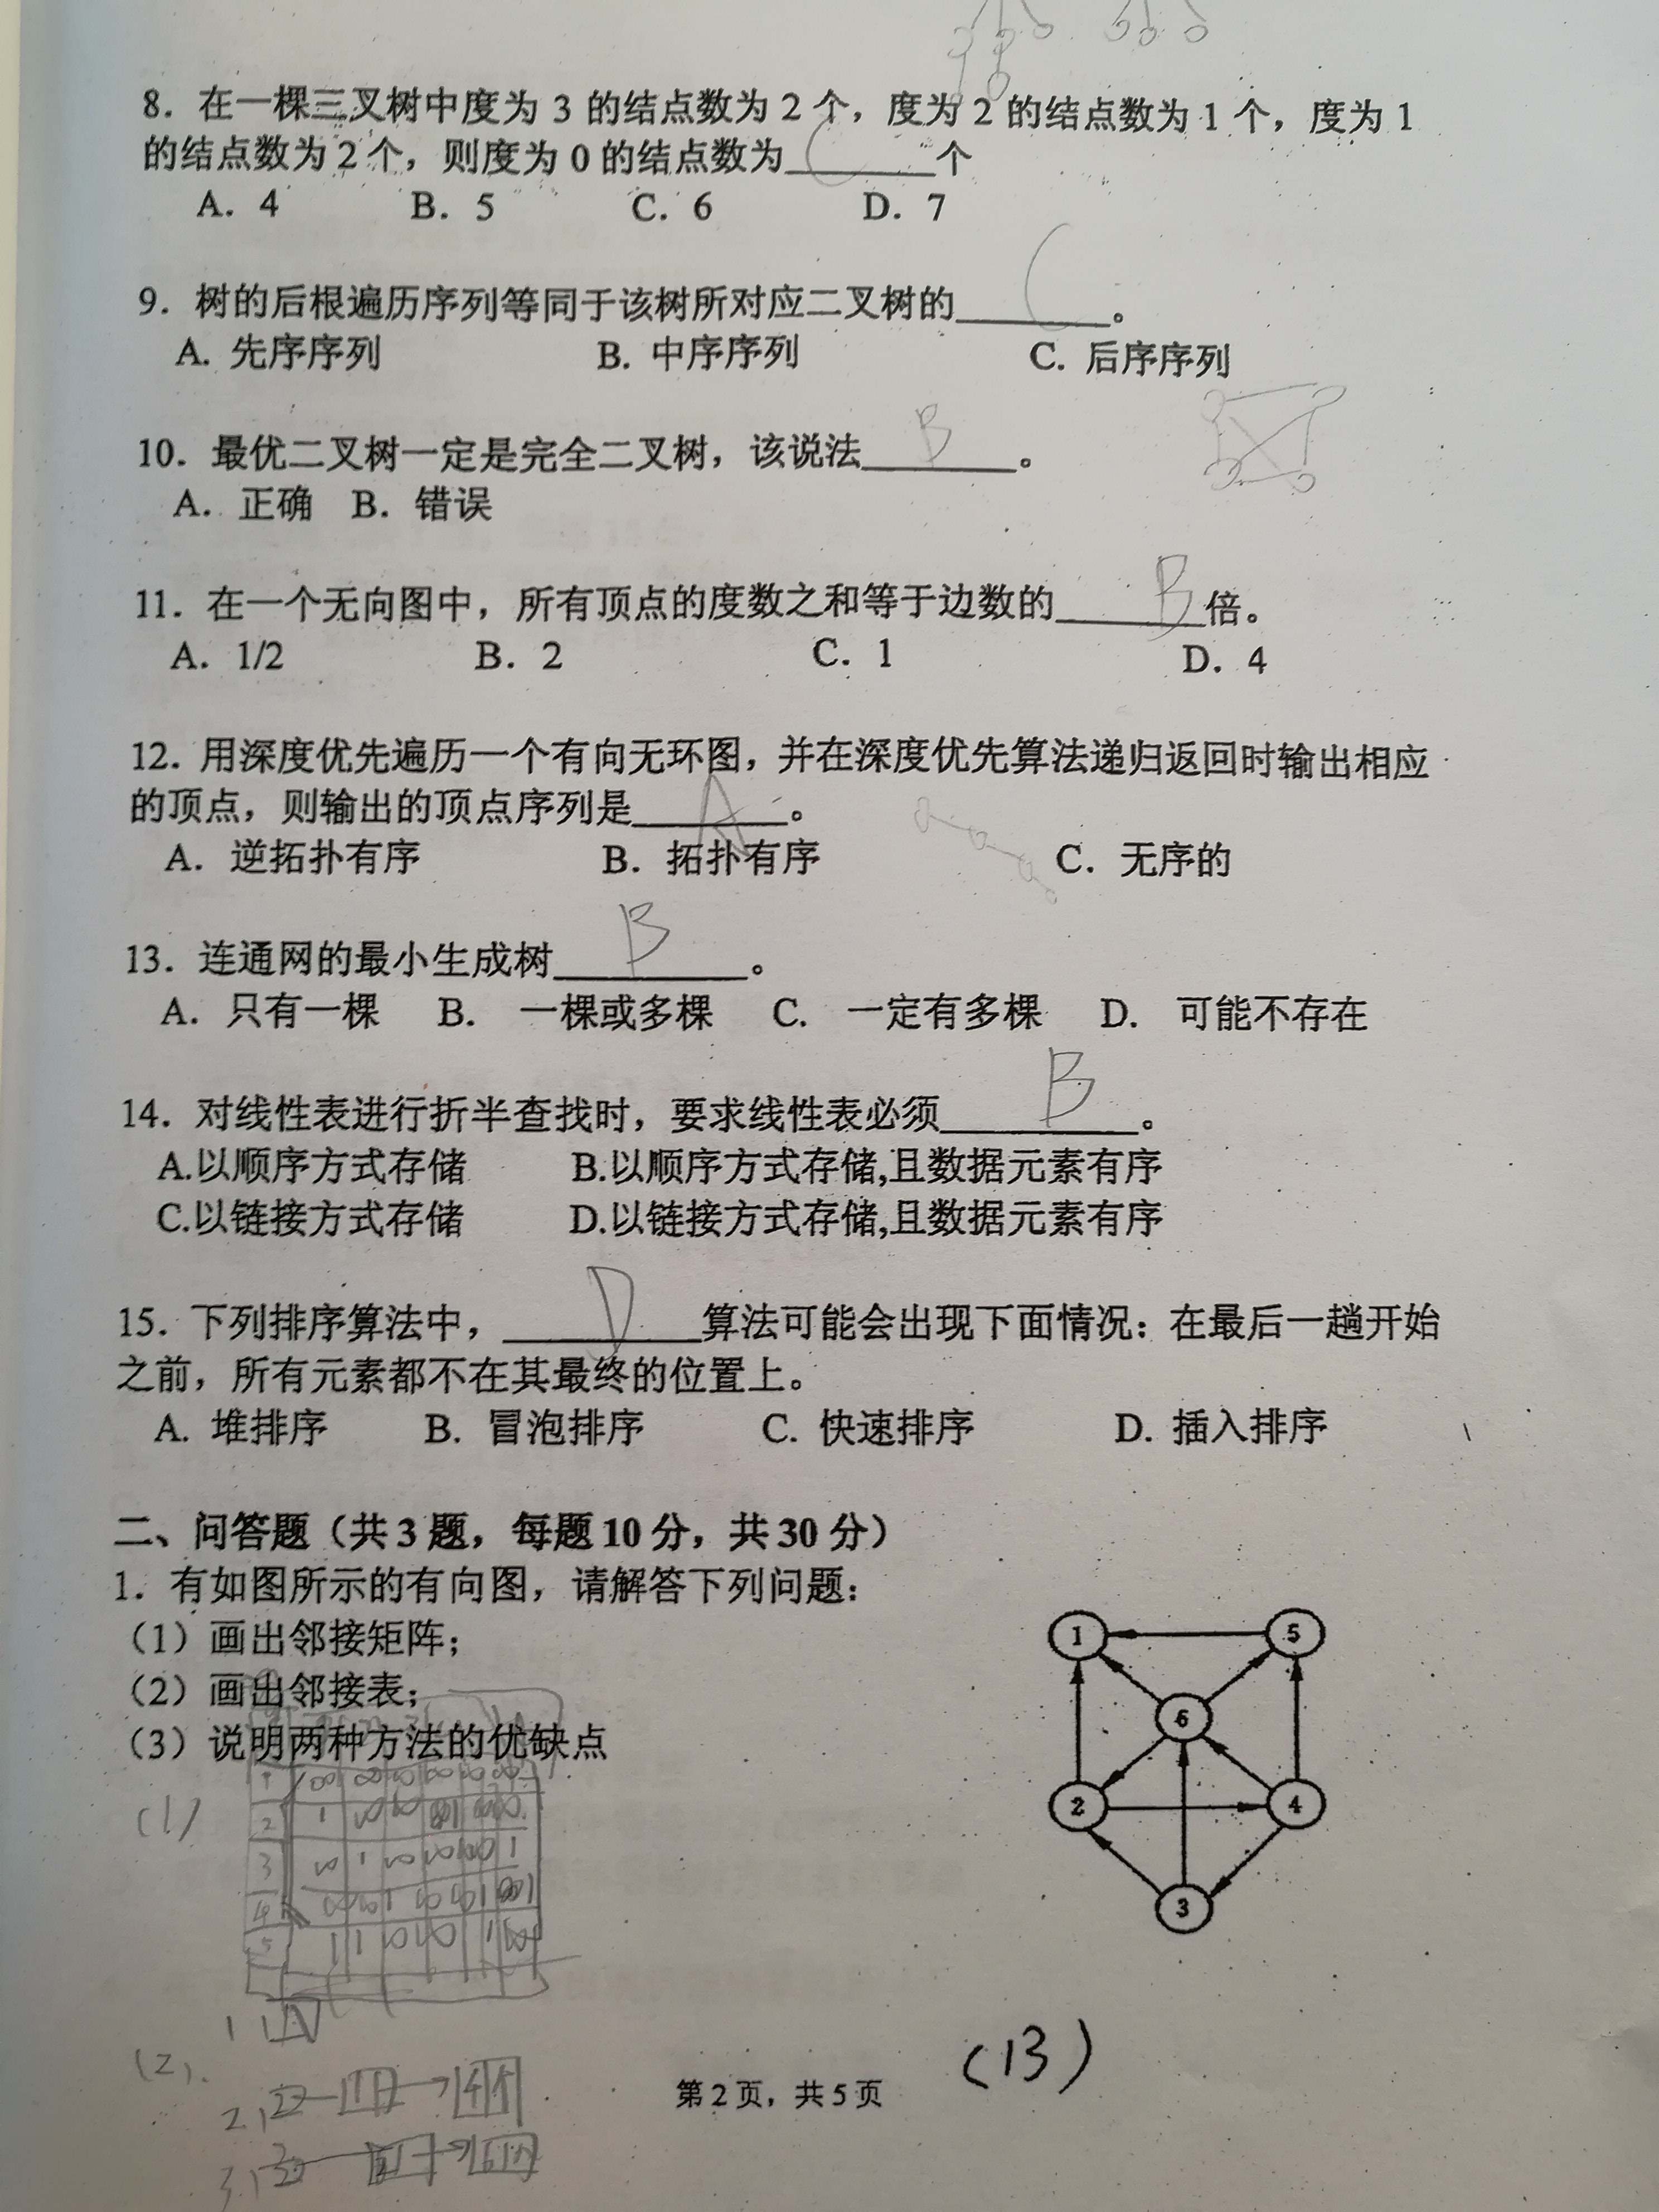 8．在一棵三叉树中度为 3 的结点数为 2 个，度为 2 的结点数为 1 个，度为 1
的结点数为 2 个，则度为 0 的结点数为___C___个
A．4 B．5 C．6 D．7
9．树的后根遍历序列等同于该树所对应二叉树的___C___。
A. 先序序列 B. 中序序列 C. 后序序列
10．最优二叉树一定是完全二叉树，该说法___B___。
A．正确 B．错误
11．在一个无向图中，所有顶点的度数之和等于边数的___B___倍。
A．1/2 B．2 C．1 D．4
12．用深度优先遍历一个有向无环图，并在深度优先算法递归返回时输出相应
的顶点，则输出的顶点序列是___A___。
A．逆拓扑有序 B．拓扑有序 C．无序的
13．连通网的最小生成树___B___。
A．只有一棵 B． 一棵或多棵 C． 一定有多棵 D． 可能不存在
14．对线性表进行折半查找时，要求线性表必须___B___。
A.以顺序方式存储 B.以顺序方式存储,且数据元素有序
C.以链接方式存储 D.以链接方式存储,且数据元素有序
15．下列排序算法中，___D___算法可能会出现下面情况：在最后一趟开始
之前，所有元素都不在其最终的位置上。
A. 堆排序 B. 冒泡排序 C. 快速排序 D. 插入排序
二、问答题（共 3 题，每题 10 分，共 30 分）
1．有如图所示的有向图，请解答下列问题：
（1）画出邻接矩阵；
（2）画出邻接表；
（3）说明两种方法的优缺点
1 5
6
2 4
3
(1)
(2).
(13)
第 2 页，共 5 页